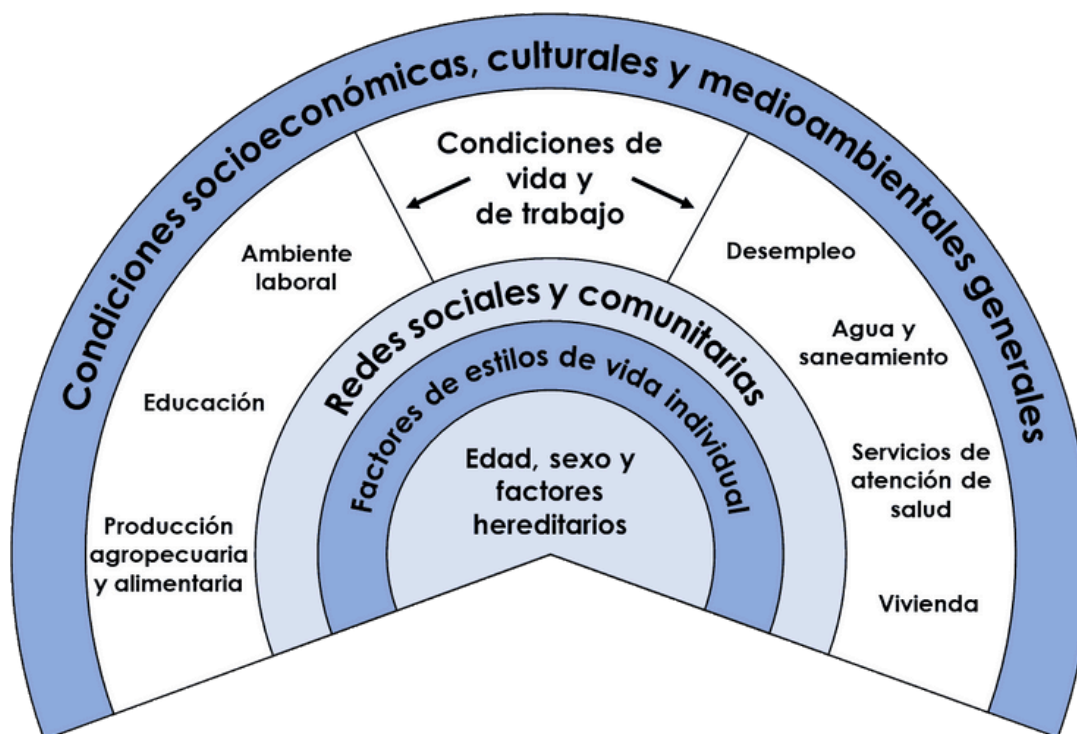 Condiciones socioeconómicas, culturales y medioambientales generales
Condiciones de
vida y
de trabajo
Ambiente
laboral
Educación
Producción
agropecuaria
y alimentaria
Desempleo
Agua y
saneamiento
Servicios de
atención de
salud
Vivienda
Redes sociales y comunitarias
Factores de estilos de vida individual
Edad, sexo y
factores
hereditarios